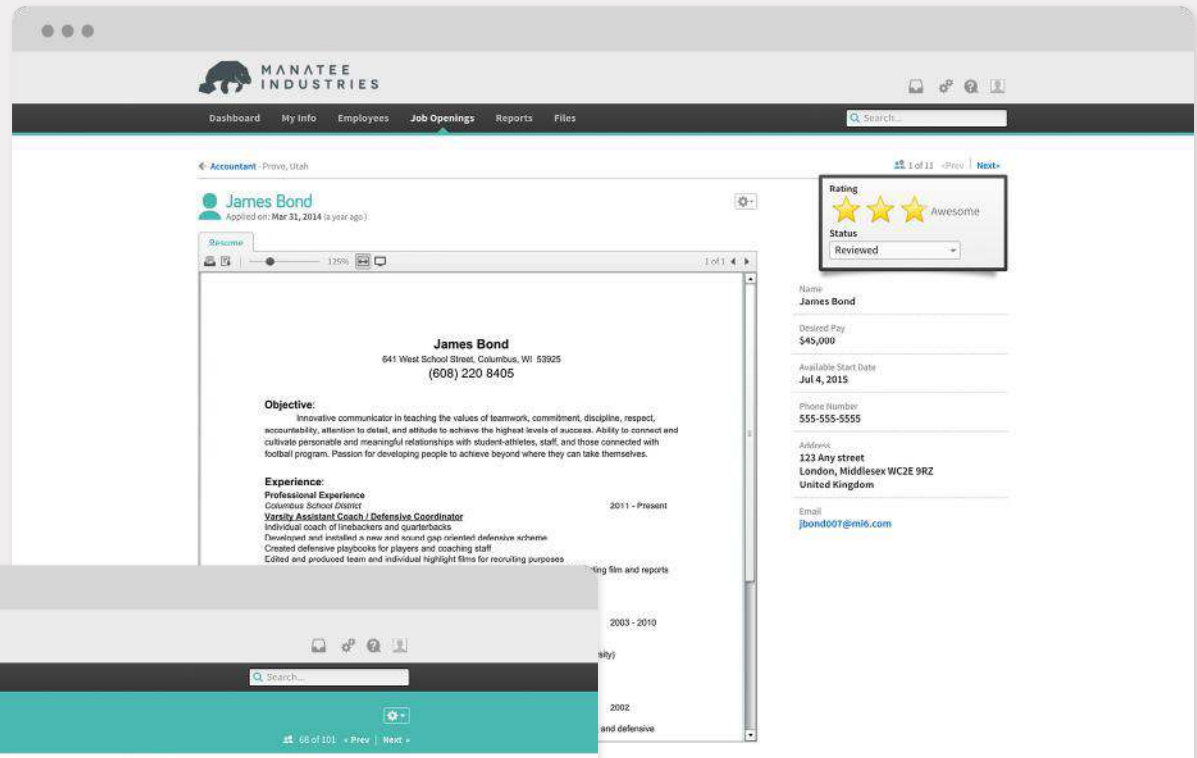 MANATEE
INDUSTRIES
Dashboard My Info Employees Job Openings Reports Files
Search...
Accountant - Provo, Utah
1 of 11 «Prev | Next»
James Bond
Applied on: Mar 31, 2014 (a year ago)
Rating
Awesome
Status
Reviewed
Resume
125%
1 of 1
Name
James Bond
Desired Pay
$45,000
Available Start Date
Jul 4, 2015
Phone Number
555-555-5555
Address
123 Any street
London, Middlesex WC2E 9RZ
United Kingdom
Email
jbond007@mi6.com
James Bond
641 West School Street, Columbus, WI 53925
(608) 220 8405
Objective:
Innovative communicator in teaching the values of teamwork, commitment, discipline, respect,
accountability, attention to detail, and attitude to achieve the highest levels of success. Ability to connect and
cultivate personable and meaningful relationships with student-athletes, staff, and those connected with
football program. Passion for developing people to achieve beyond where they can take themselves.
Experience:
Professional Experience
Columbus School District 2011 - Present
Varsity Assistant Coach / Defensive Coordinator
Individual coach of linebackers and quarterbacks
Developed and installed a new and sound gap oriented defensive scheme
Created defensive playbooks for players and coaching staff
Edited and produced team and individual highlight films for recruiting purposes
ting film and reports
2003 - 2010
sity)
2002
and defensive
Search...
68 of 101 « Prev | Next »